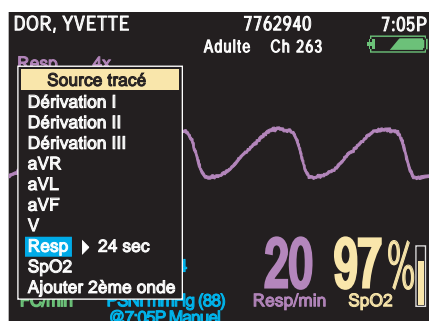 DOR, YVETTE 7762940 7:05P
Adulte Ch 263
Resp 4x
Source tracé
Dérivation I
Dérivation II
Dérivation III
aVR
aVL
aVF
V
Resp 24 sec
SpO2
Ajouter 2ème onde
20 97%
FC/min PSNI mmHg (88) Resp/min SpO2
@7:05P Manuel